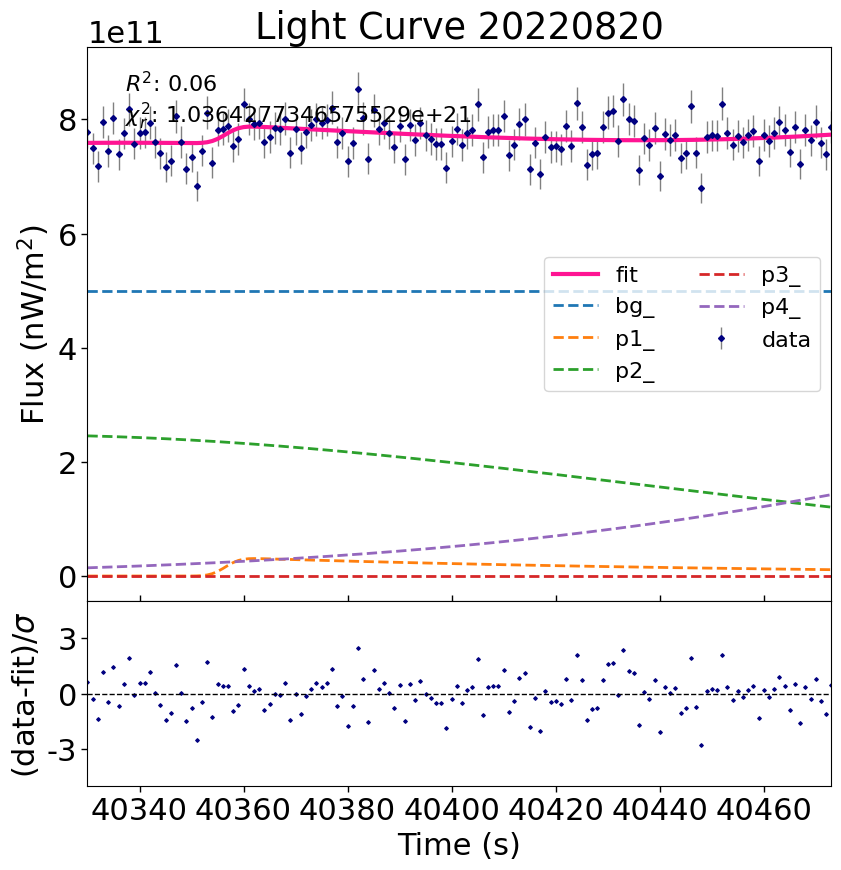 Light Curve 20220820
1e11
R²: 0.06
χ²r: 1.0364277346575529e+21
8
6
4
2
0
Flux (nW/m²)
fit
bg_
p1_
p2_
p3_
p4_
data
3
0
-3
(data-fit)/σ
40340 40360 40380 40400 40420 40440 40460
Time (s)